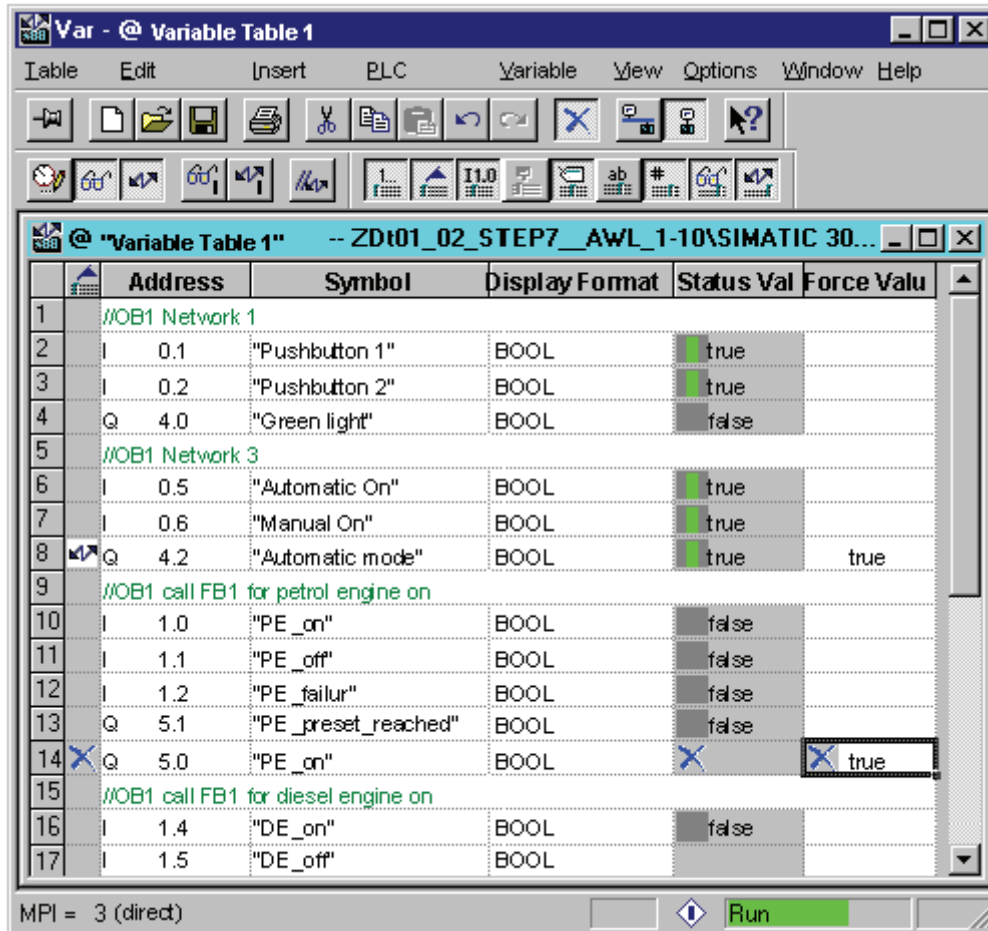 Var - @ Variable Table 1
Table Edit Insert PLC Variable View Options Window Help
1... I1.0 ab #
@ "Variable Table 1" -- ZDt01_02_STEP7__AWL_1-10\SIMATIC 30...
Address Symbol Display Format Status Val Force Valu
1 //OB1 Network 1
2 I 0.1 "Pushbutton 1" BOOL true
3 I 0.2 "Pushbutton 2" BOOL true
4 Q 4.0 "Green light" BOOL false
5 //OB1 Network 3
6 I 0.5 "Automatic On" BOOL true
7 I 0.6 "Manual On" BOOL true
8 Q 4.2 "Automatic mode" BOOL true true
9 //OB1 call FB1 for petrol engine on
10 I 1.0 "PE_on" BOOL false
11 I 1.1 "PE_off" BOOL false
12 I 1.2 "PE_failur" BOOL false
13 Q 5.1 "PE_preset_reached" BOOL false
14 Q 5.0 "PE_on" BOOL true
15 //OB1 call FB1 for diesel engine on
16 I 1.4 "DE_on" BOOL false
17 I 1.5 "DE_off" BOOL
MPI = 3 (direct) Run